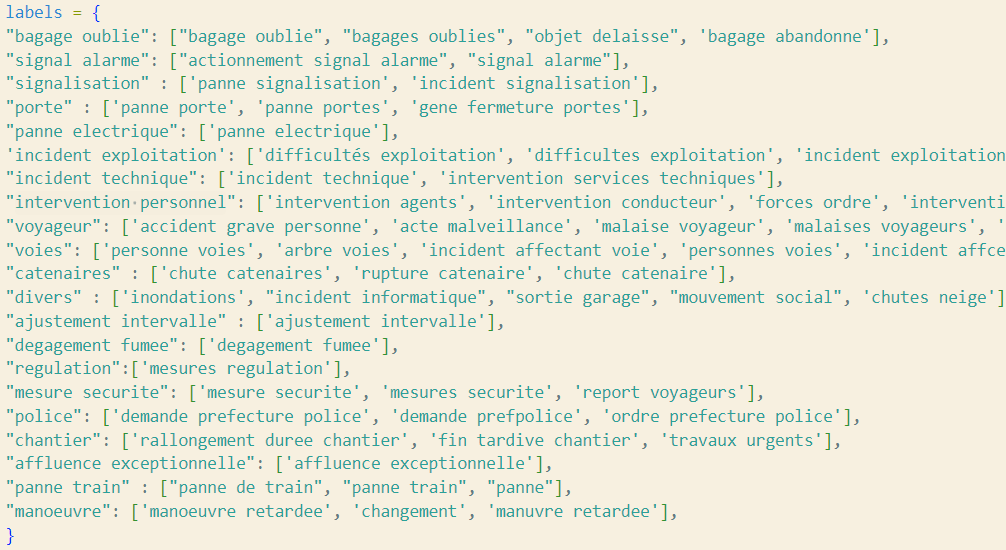 labels = {
"bagage oublie": ["bagage oublie", "bagages oublies", "objet delaisse", 'bagage abandonne'],
"signal alarme": ["actionnement signal alarme", "signal alarme"],
"signalisation" : ['panne signalisation', 'incident signalisation'],
"porte" : ['panne porte', 'panne portes', 'gene fermeture portes'],
"panne electrique": ['panne electrique'],
'incident exploitation': ['difficultés exploitation', 'difficultes exploitation', 'incident exploitation
"incident technique": ['incident technique', 'intervention services techniques'],
"intervention·personnel": ['intervention agents', 'intervention conducteur', 'forces ordre', 'interventi
"voyageur": ['accident grave personne', 'acte malveillance', 'malaise voyageur', 'malaises voyageurs', '
"voies": ['personne voies', 'arbre voies', 'incident affectant voie', 'personnes voies', 'incident affce
"catenaires" : ['chute catenaires', 'rupture catenaire', 'chute catenaire'],
"divers" : ['inondations', "incident informatique", "sortie garage", "mouvement social", 'chutes neige']
"ajustement intervalle" : ['ajustement intervalle'],
"degagement fumee": ['degagement fumee'],
"regulation":['mesures regulation'],
"mesure securite": ['mesure securite', 'mesures securite', 'report voyageurs'],
"police": ['demande prefecture police', 'demande prefpolice', 'ordre prefecture police'],
"chantier": ['rallongement duree chantier', 'fin tardive chantier', 'travaux urgents'],
"affluence exceptionnelle": ['affluence exceptionnelle'],
"panne train" : ["panne de train", "panne train", "panne"],
"manoeuvre": ['manoeuvre retardee', 'changement', 'manuvre retardee'],
}